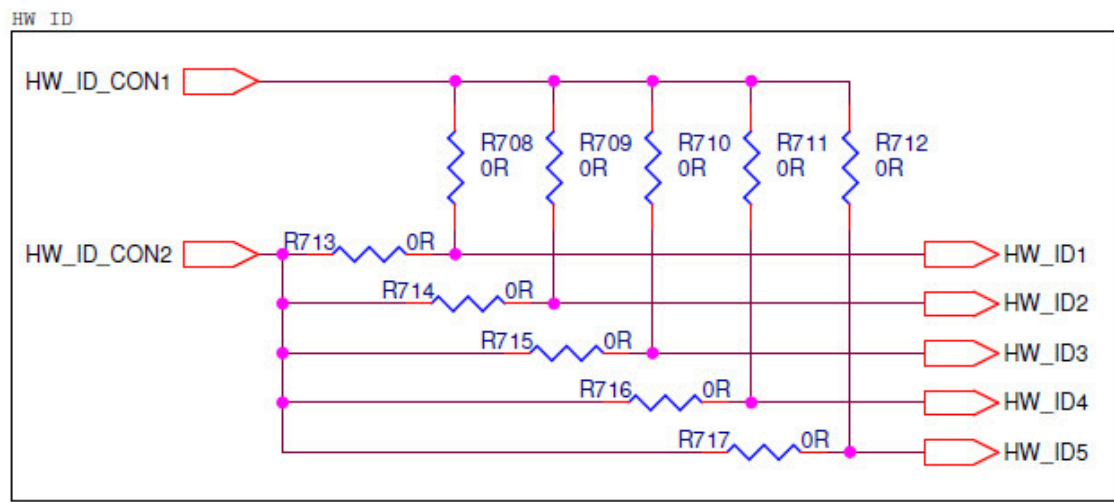 HW ID
HW_ID_CON1
R708 R709 R710 R711 R712
0R 0R 0R 0R 0R
HW_ID_CON2 R713 0R HW_ID1
R714 0R HW_ID2
R715 0R HW_ID3
R716 0R HW_ID4
R717 0R HW_ID5